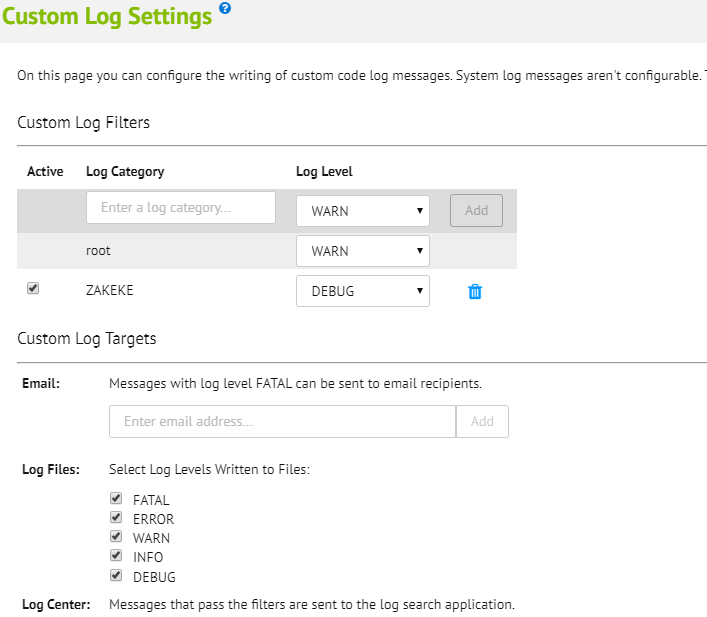 Custom Log Settings ?
On this page you can configure the writing of custom code log messages. System log messages aren't configurable.
Custom Log Filters
Active Log Category Log Level
Enter a log category... WARN Add
root WARN
ZAKEKE DEBUG
Custom Log Targets
Email: Messages with log level FATAL can be sent to email recipients.
Enter email address... Add
Log Files: Select Log Levels Written to Files:
FATAL
ERROR
WARN
INFO
DEBUG
Log Center: Messages that pass the filters are sent to the log search application.